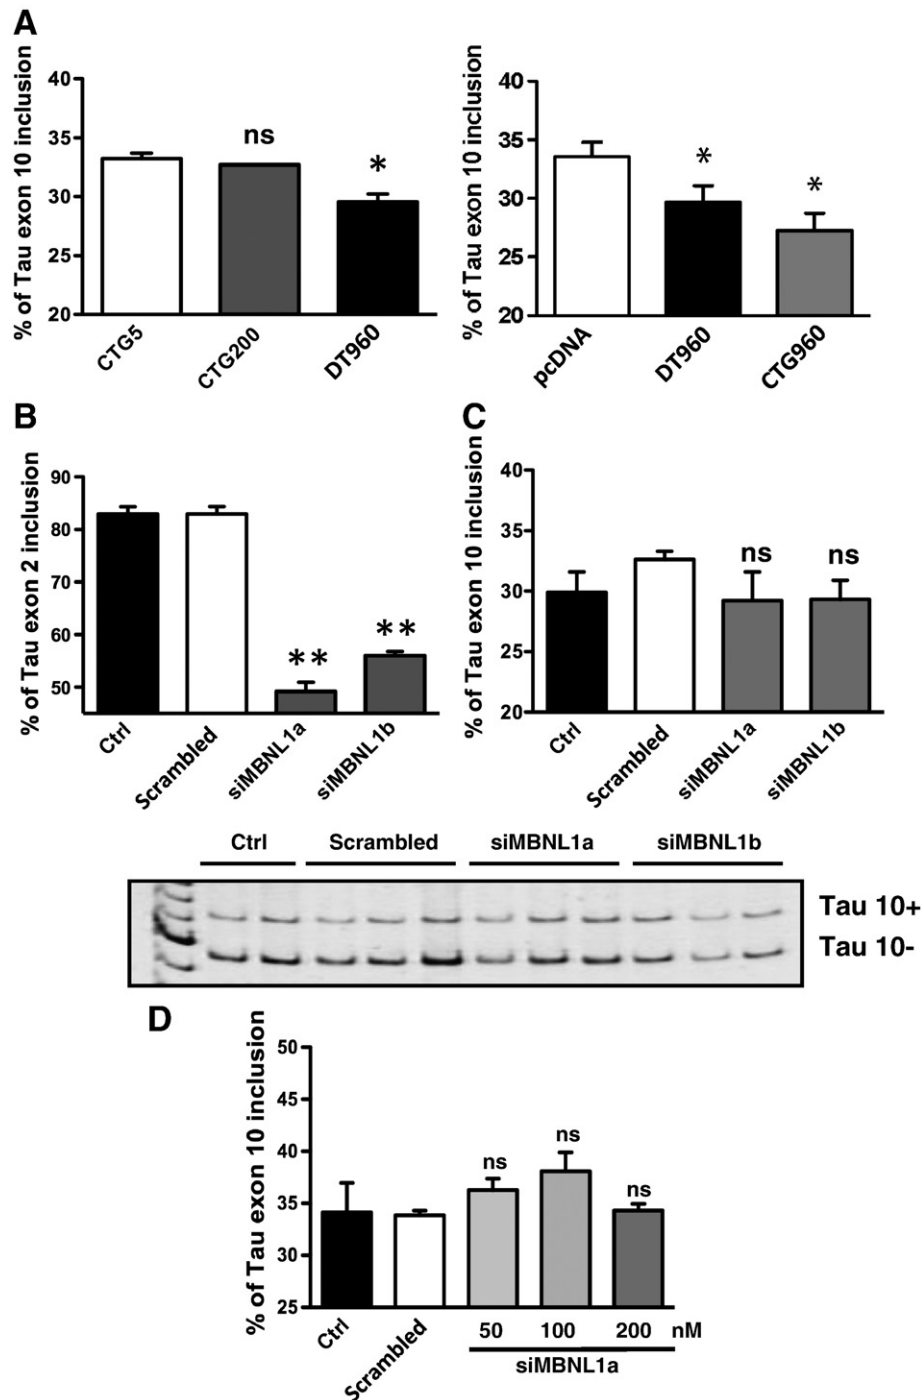 A
% of Tau exon 10 inclusion
40
35
30
25
20
ns
*
CTG5
CTG200
DT960
% of Tau exon 10 inclusion
40
35
30
25
20
*
*
pcDNA
DT960
CTG960
B
% of Tau exon 2 inclusion
90
80
70
60
50
**
**
Ctrl
Scrambled
siMBNL1a
siMBNL1b
C
% of Tau exon 10 inclusion
40
35
30
25
20
ns
ns
Ctrl
Scrambled
siMBNL1a
siMBNL1b
Ctrl
Scrambled
siMBNL1a
siMBNL1b
Tau 10+
Tau 10-
D
% of Tau exon 10 inclusion
50
45
40
35
30
25
ns
ns
ns
Ctrl
Scrambled
50
100
200
nM
siMBNL1a